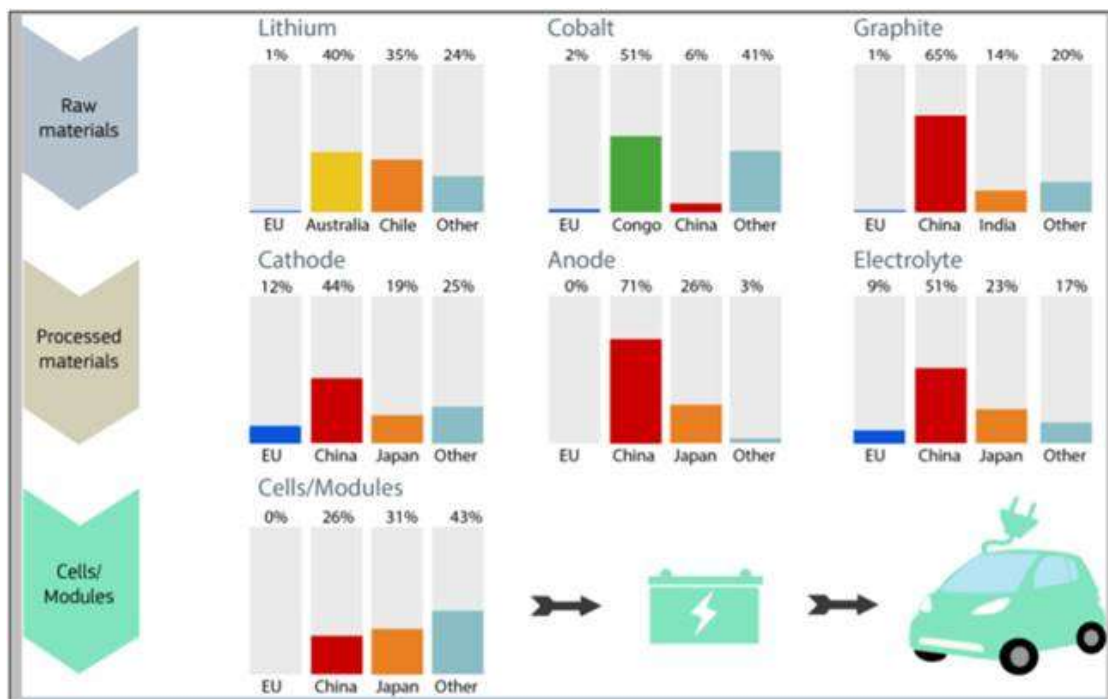 Raw
materials
Lithium
1% 40% 35% 24%
EU Australia Chile Other
Cobalt
2% 51% 6% 41%
EU Congo China Other
Graphite
1% 65% 14% 20%
EU China India Other
Processed
materials
Cathode
12% 44% 19% 25%
EU China Japan Other
Anode
0% 71% 26% 3%
EU China Japan Other
Electrolyte
9% 51% 23% 17%
EU China Japan Other
Cells/
Modules
Cells/Modules
0% 26% 31% 43%
EU China Japan Other